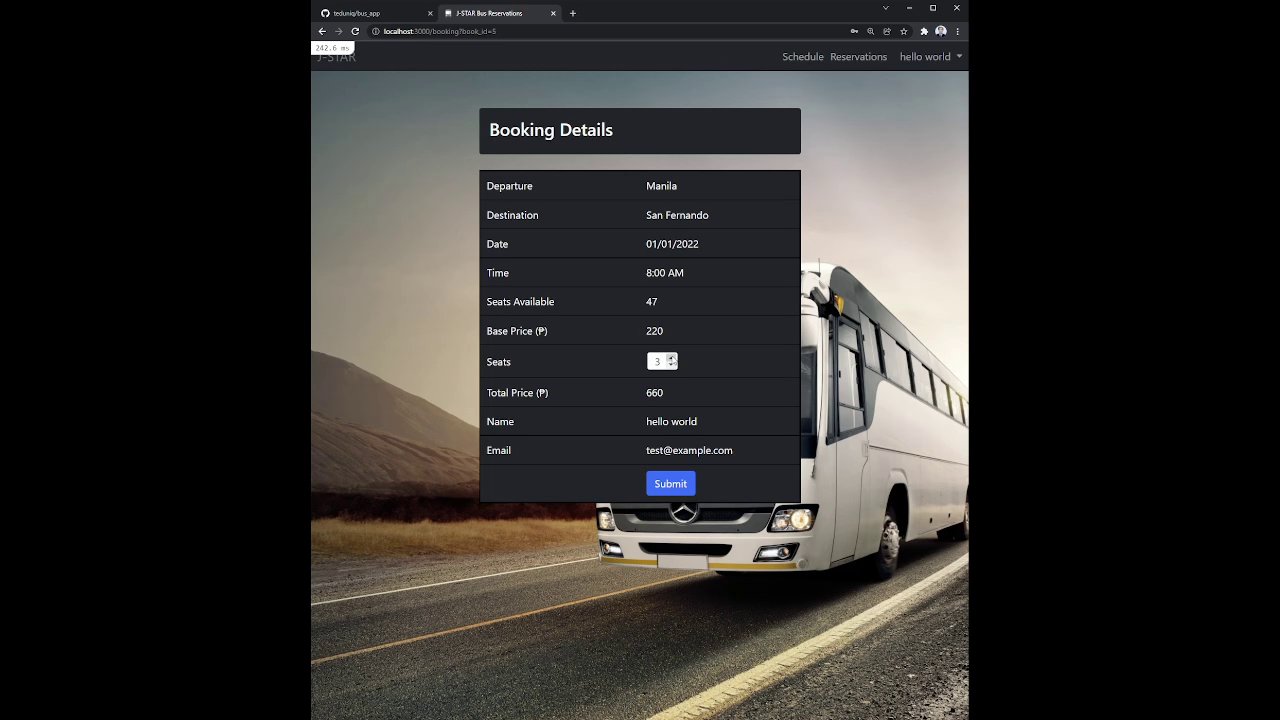 teduniq/bus_app
J-STAR Bus Reservations
localhost:3000/booking?book_id=5
242.6 ms
J-STAR
Schedule Reservations hello world
Booking Details
Departure Manila
Destination San Fernando
Date 01/01/2022
Time 8:00 AM
Seats Available 47
Base Price (₱) 220
Seats 3
Total Price (₱) 660
Name hello world
Email test@example.com
Submit